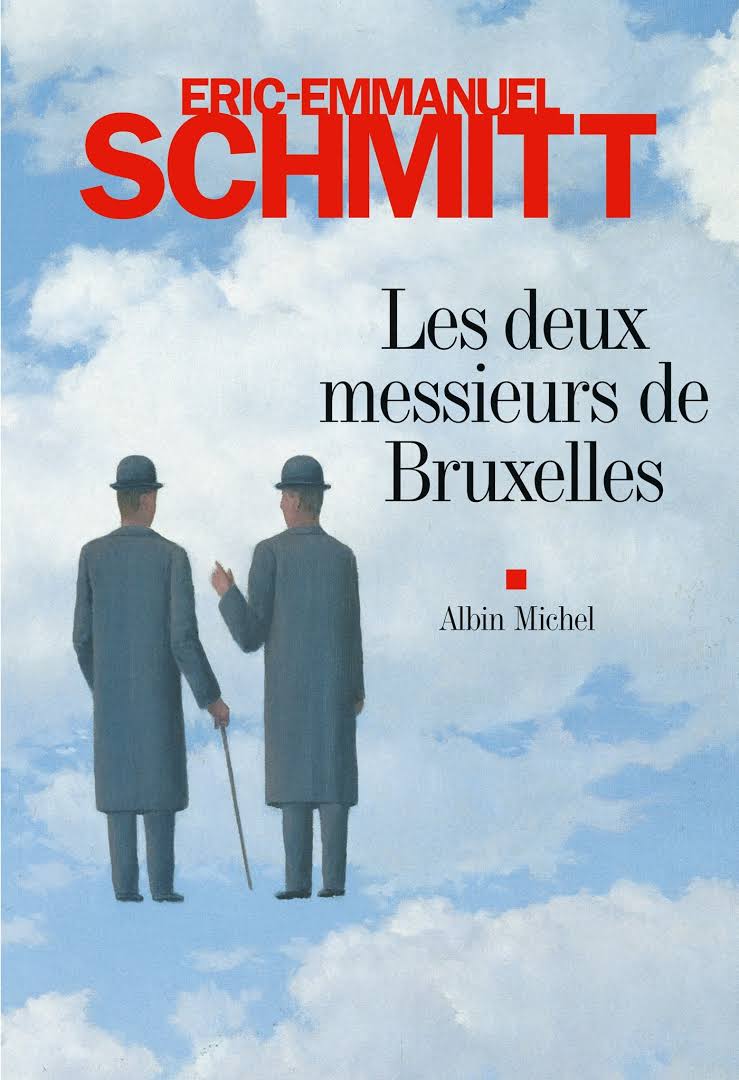 ERIC-EMMANUEL
SCHMITT
Les deux
messieurs de
Bruxelles
Albin Michel